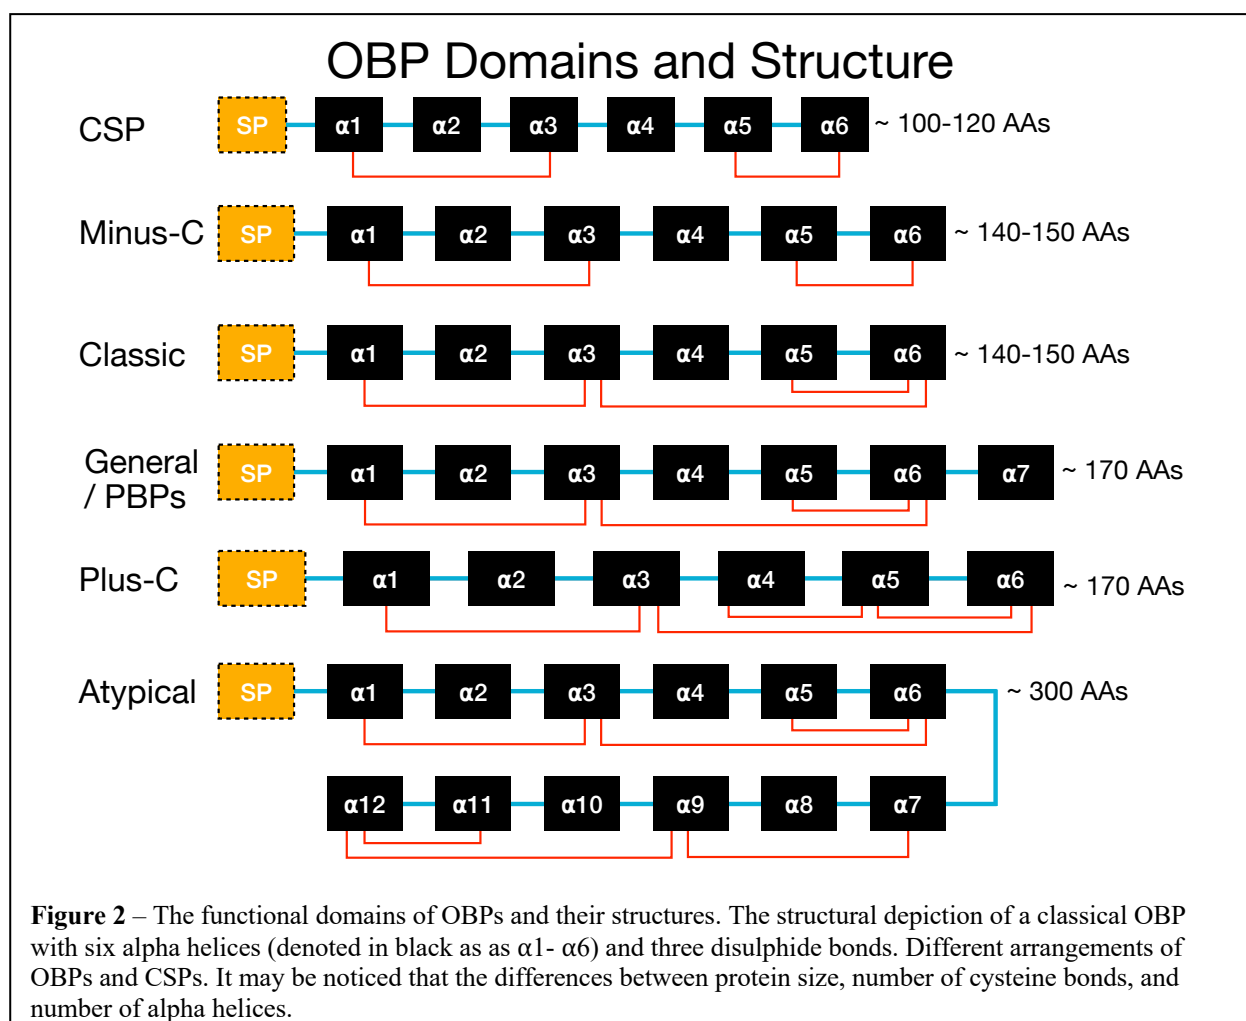 OBP Domains and Structure
CSP SP α1 α2 α3 α4 α5 α6 ~ 100-120 AAs
Minus-C SP α1 α2 α3 α4 α5 α6 ~ 140-150 AAs
Classic SP α1 α2 α3 α4 α5 α6 ~ 140-150 AAs
General
/ PBPs SP α1 α2 α3 α4 α5 α6 α7 ~ 170 AAs
Plus-C SP α1 α2 α3 α4 α5 α6 ~ 170 AAs
Atypical SP α1 α2 α3 α4 α5 α6 ~ 300 AAs
α12 α11 α10 α9 α8 α7
Figure 2 – The functional domains of OBPs and their structures. The structural depiction of a classical OBP
with six alpha helices (denoted in black as as α1- α6) and three disulphide bonds. Different arrangements of
OBPs and CSPs. It may be noticed that the differences between protein size, number of cysteine bonds, and
number of alpha helices.